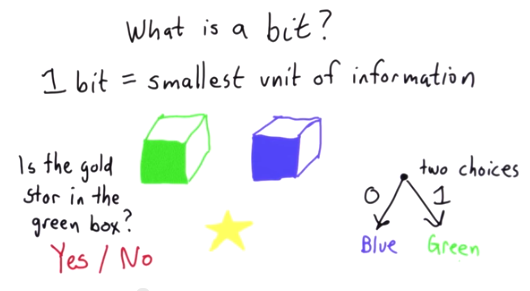 What is a bit?
1 bit = smallest unit of information
Is the gold
stor in the
green box?
Yes / No
two choices
0 1
Blue Green